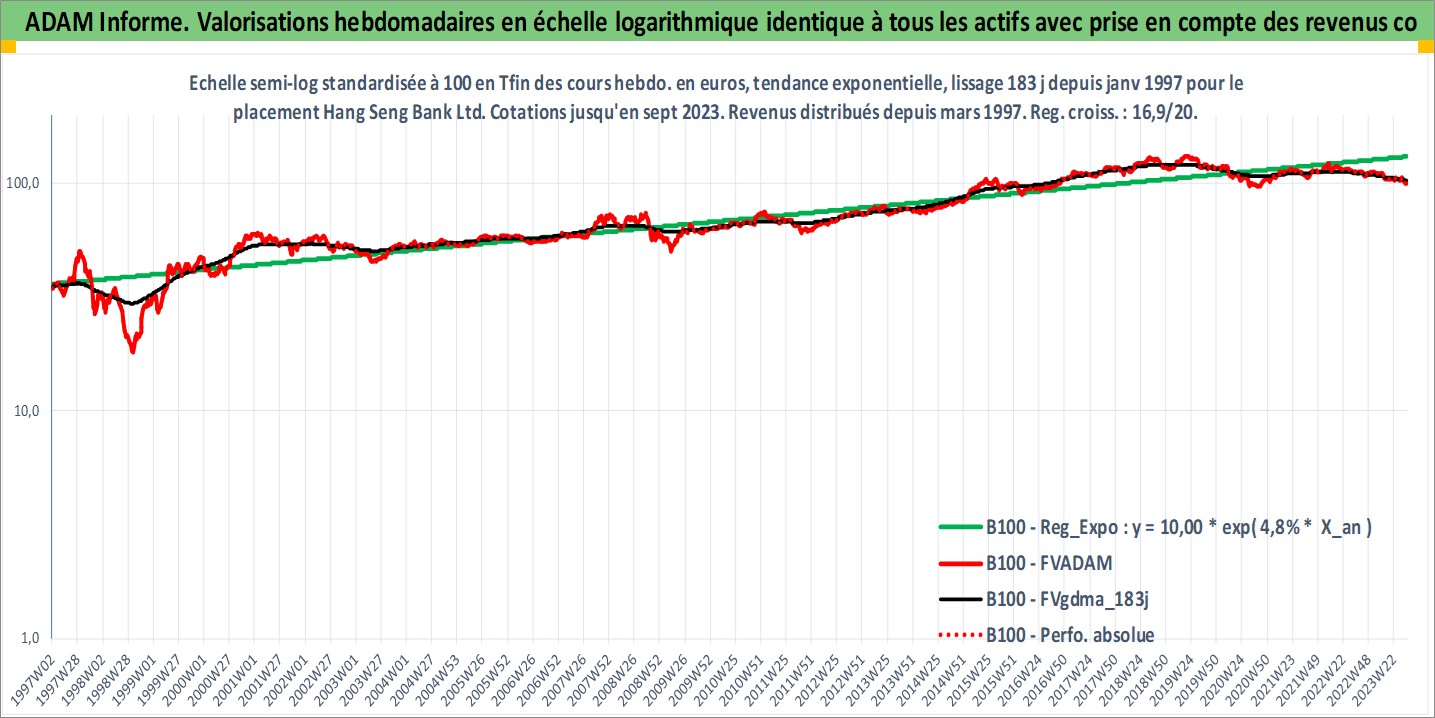 ADAM Informe. Valorisations hebdomadaires en échelle logarithmique identique à tous les actifs avec prise en compte des revenus co
Echelle semi-log standardisée à 100 en Tfin des cours hebdo. en euros, tendance exponentielle, lissage 183 j depuis janv 1997 pour le
placement Hang Seng Bank Ltd. Cotations jusqu'en sept 2023. Revenus distribués depuis mars 1997. Reg. croiss. : 16,9/20.
100,0
10,0
1,0
B100 - Reg_Expo : y = 10,00 * exp( 4,8% * X_an )
B100 - FVADAM
B100 - FVgdma_183j
B100 - Perfo. absolue
1997W02
1997W28
1998W02
1998W28
1999W01
1999W27
2000W01
2000W27
2001W01
2001W27
2002W01
2002W27
2003W01
2003W27
2004W01
2004W27
2004W53
2005W26
2005W52
2006W26
2006W52
2007W26
2007W52
2008W26
2008W52
2009W26
2009W52
2010W25
2010W51
2011W25
2011W51
2012W25
2012W51
2013W25
2013W51
2014W25
2014W51
2015W25
2015W51
2016W24
2016W50
2017W24
2017W50
2018W24
2018W50
2019W24
2019W50
2020W24
2020W50
2021W23
2021W49
2022W22
2022W48
2023W22